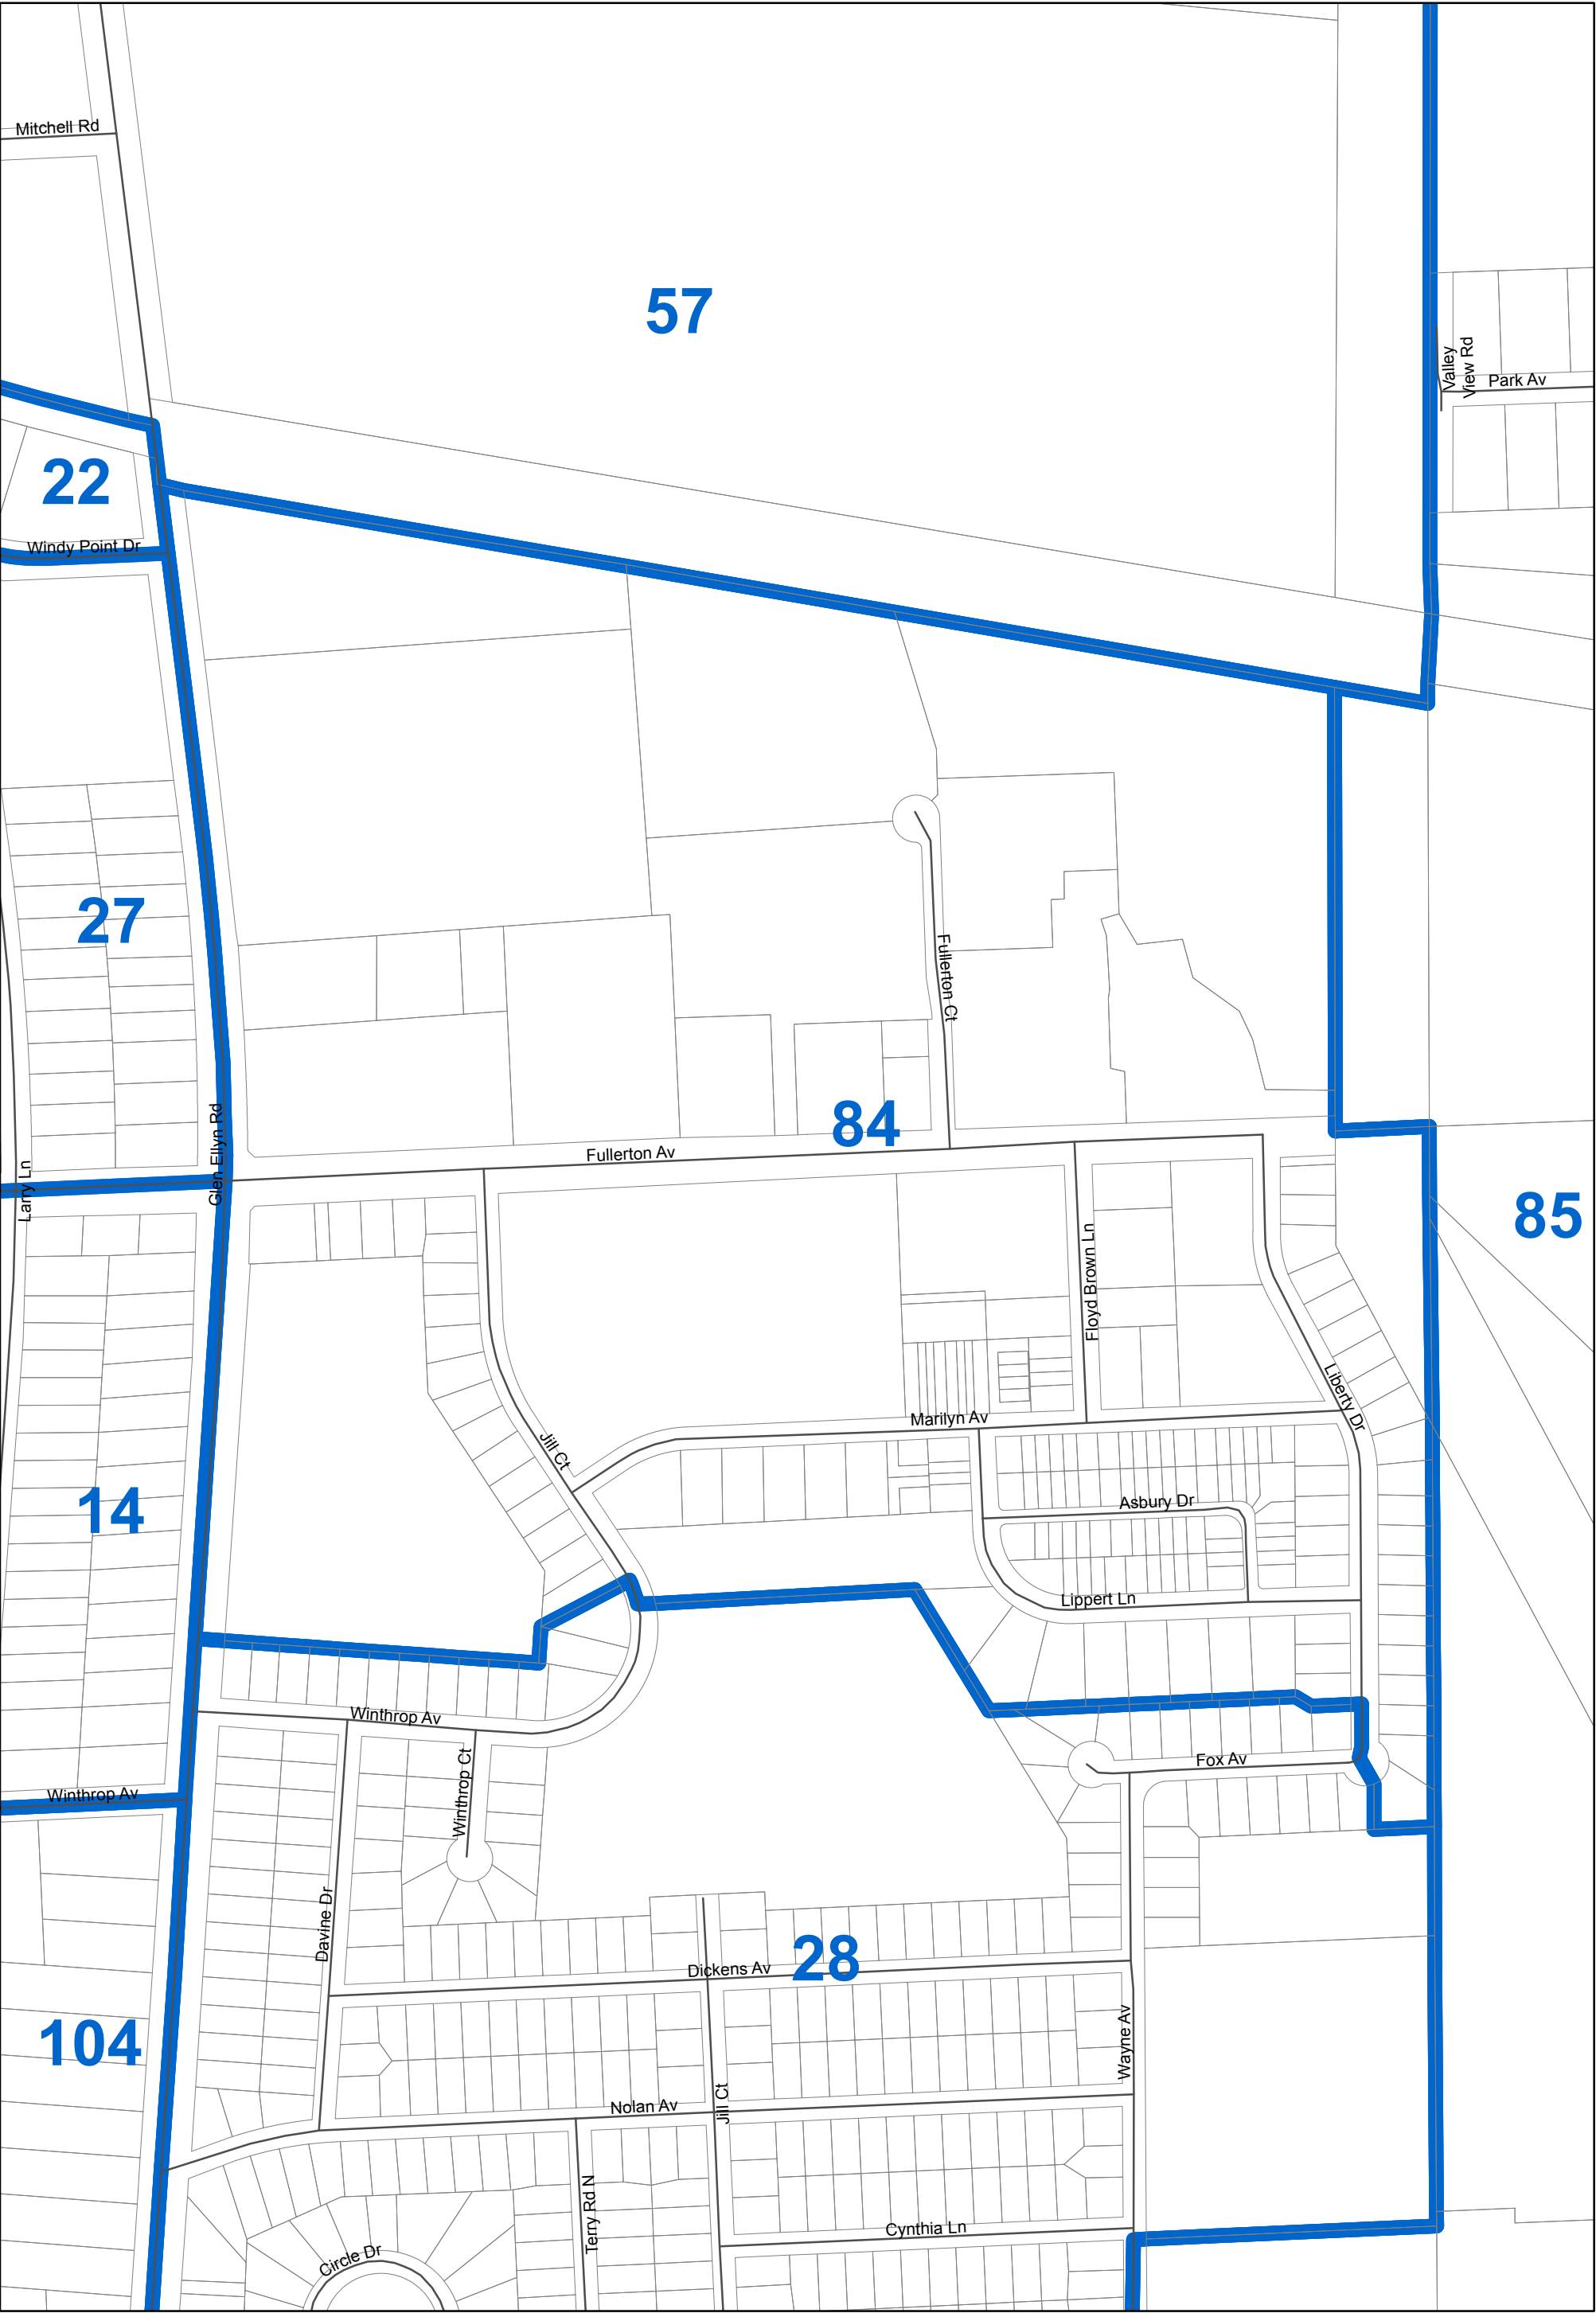 Mitchell Rd
57
Valley
View Rd
Park Av
22
Windy Point Dr
27
Fullerton Ct
84
Glen Ellyn Rd
Fullerton Av
Larry Ln
85
Floyd Brown Ln
Liberty Dr
Marilyn Av
Jill Ct
14
Asbury Dr
Lippert Ln
Winthrop Av
Winthrop Ct
Fox Av
Winthrop Av
Davine Dr
28
Dickens Av
104
Wayne Av
Nolan Av
Jill Ct
Terry Rd N
Cynthia Ln
Circle Dr